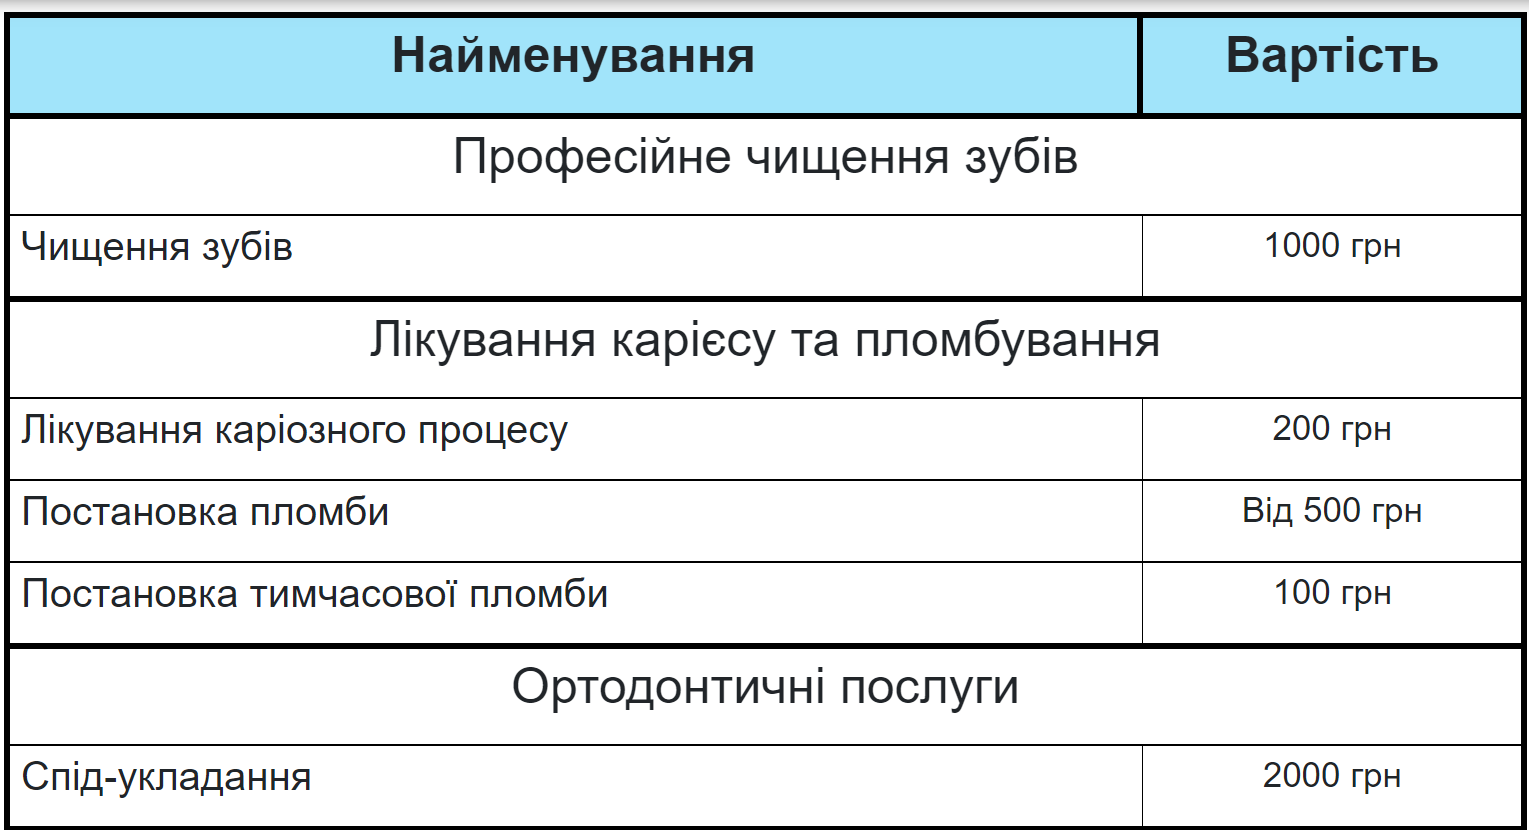 Найменування Вартість
Професійне чищення зубів
Чищення зубів 1000 грн
Лікування карієсу та пломбування
Лікування каріозного процесу 200 грн
Постановка пломби Від 500 грн
Постановка тимчасової пломби 100 грн
Ортодонтичні послуги
Спід-укладання 2000 грн